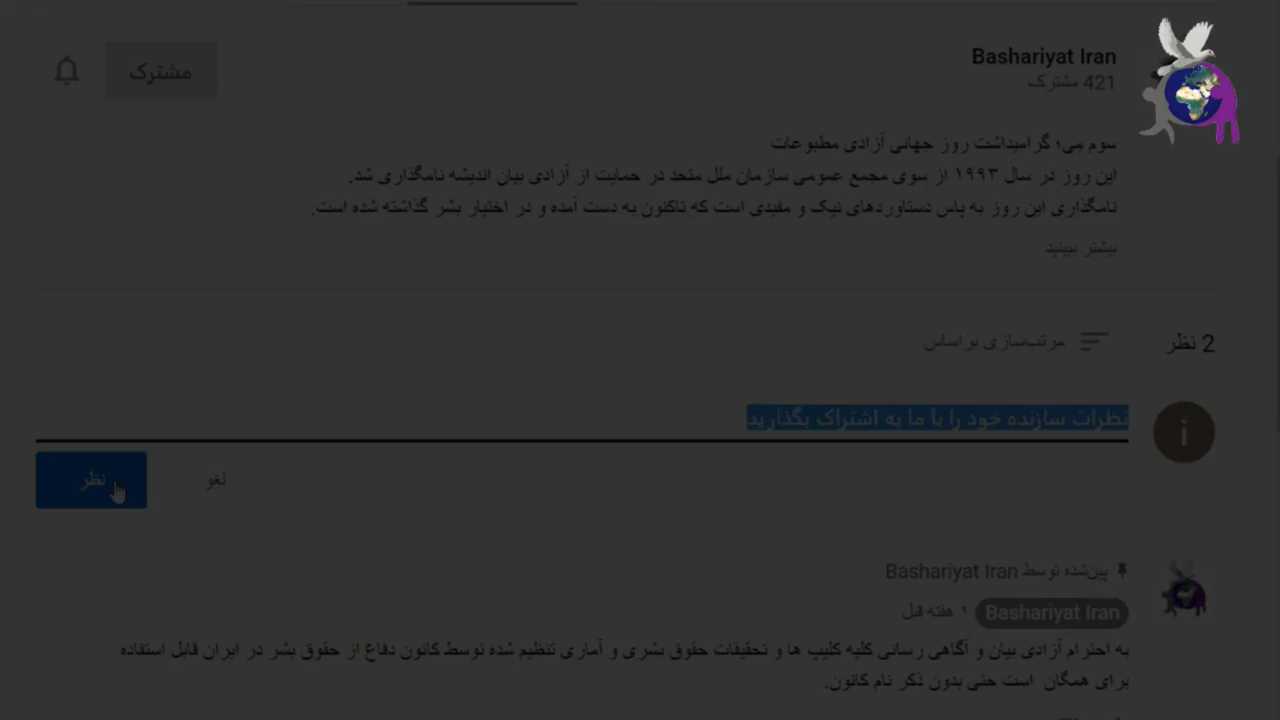 Bashariyat Iran
مشترک
421 مشترک
سوم مِی؛ گرامیداشت روز جهانی آزادی مطبوعات
این روز در سال ۱۹۹۳ از سوی مجمع عمومی سازمان ملل متحد در حمایت از آزادی بیان اندیشه نامگذاری شد.
نامگذاری این روز به پاس دستاوردهای نیک و مفیدی است که تاکنون به دست آمده و در اختیار بشر گذاشته شده است.
بیشتر ببینید
2 نظر
مرتب‌سازی براساس
i
نظرات سازنده خود را با ما به اشتراک بگذارید
لغو
نظر
پین‌شده توسط Bashariyat Iran
Bashariyat Iran ۱ هفته قبل
به احترام آزادی بیان و آگاهی رسانی کلیه کلیپ ها و تحقیقات حقوق بشری و آماری تنظیم شده توسط کانون دفاع از حقوق بشر در ایران قابل استفاده
برای همگان است حتی بدون ذکر نام کانون.